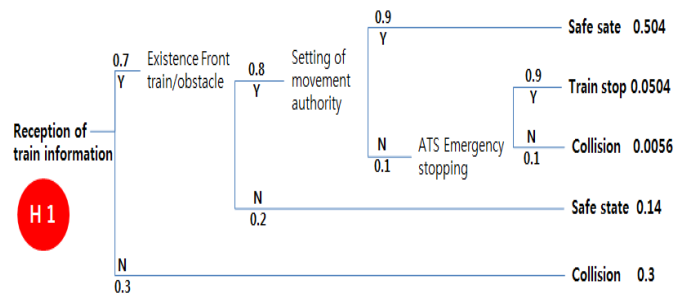 0.9
Y
Safe sate 0.504
0.7
Y
Existence Front
train/obstacle
0.8
Y
Setting of
movement
authority
0.9
Y
Train stop 0.0504
Reception of
train information
N
0.1
ATS Emergency
stopping
N
0.1
Collision 0.0056
H 1
N
0.2
Safe state 0.14
N
0.3
Collision 0.3